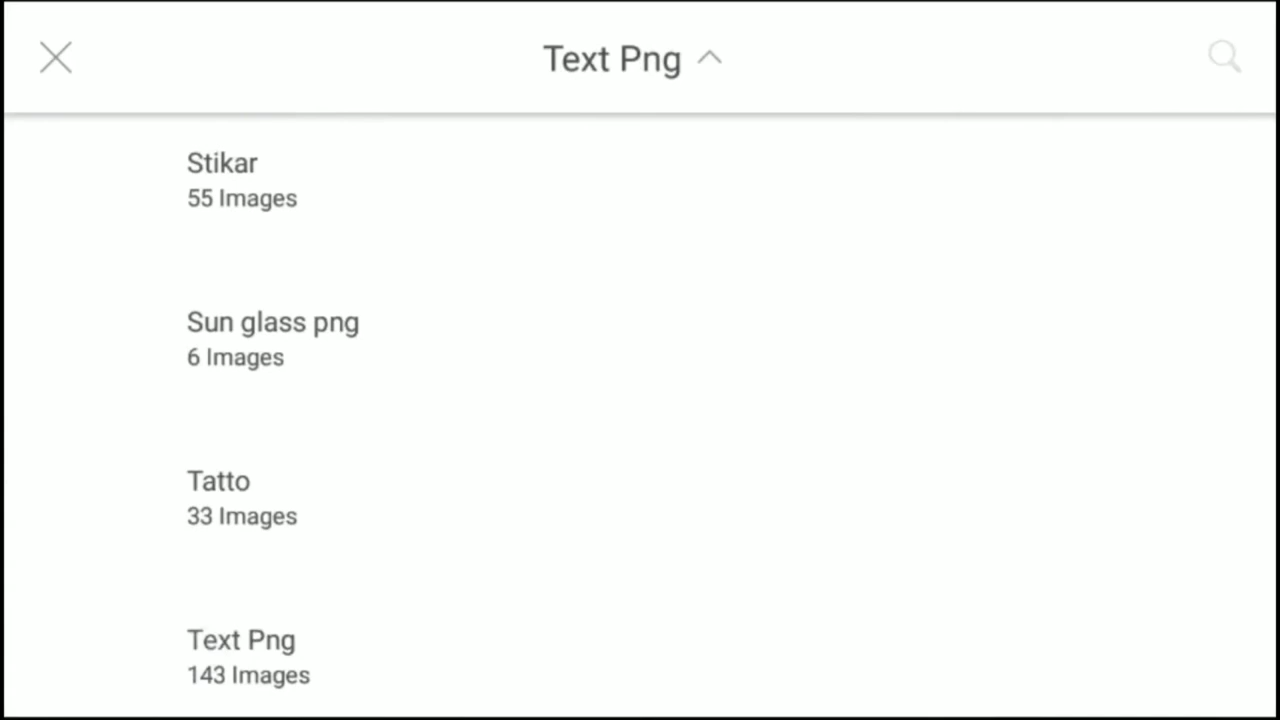 Text Png
Stikar
55 Images
Sun glass png
6 Images
Tatto
33 Images
Text Png
143 Images